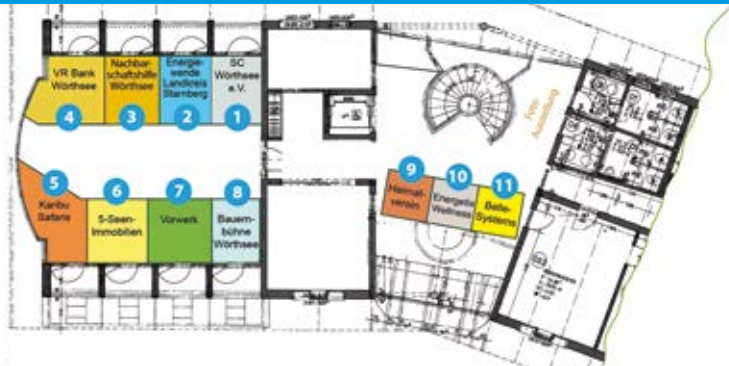 VR Bank
Wörthsee
4
Nachbar-
schaftshilfe
Wörthsee
3
Energie-
wende
Landkreis
Starnberg
2
SC
Wörthsee
e.V.
1
5
Karibu
Safaris
6
5-Seen-
Immobilien
7
Vorwerk
8
Bauern-
bühne
Wörthsee
9
Heimat-
verein
10
Energetix
Wellness
11
Belle-
Systems
Foto-
Ausstellung